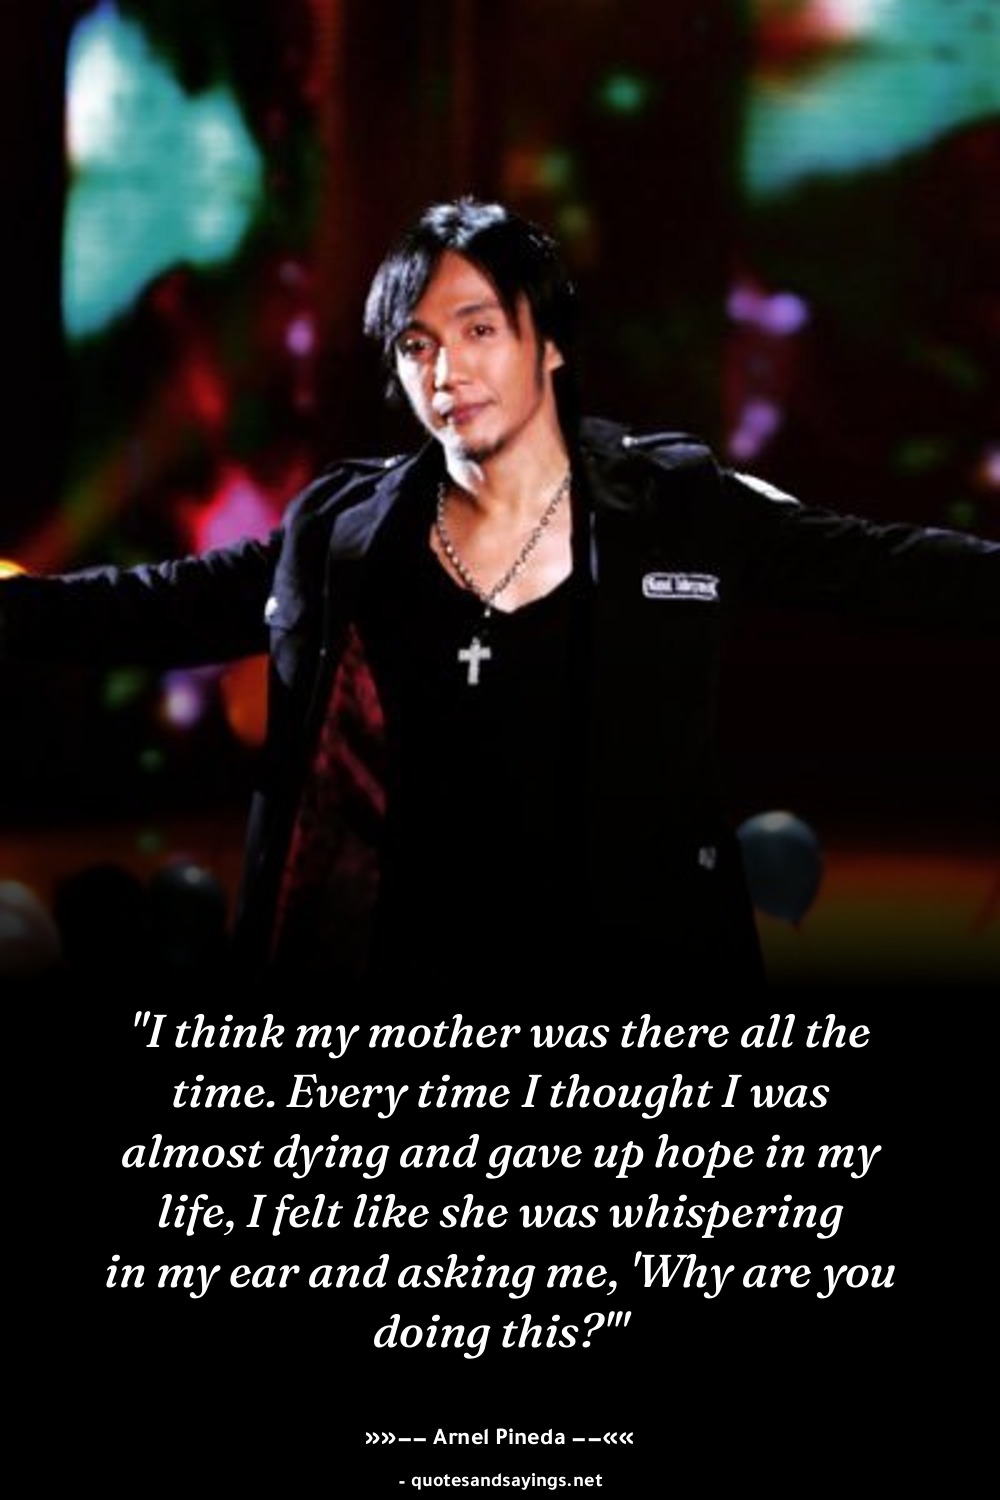 "I think my mother was there all the
time. Every time I thought I was
almost dying and gave up hope in my
life, I felt like she was whispering
in my ear and asking me, 'Why are you
doing this?'"
»»—— Arnel Pineda ——««
- quotesandsayings.net